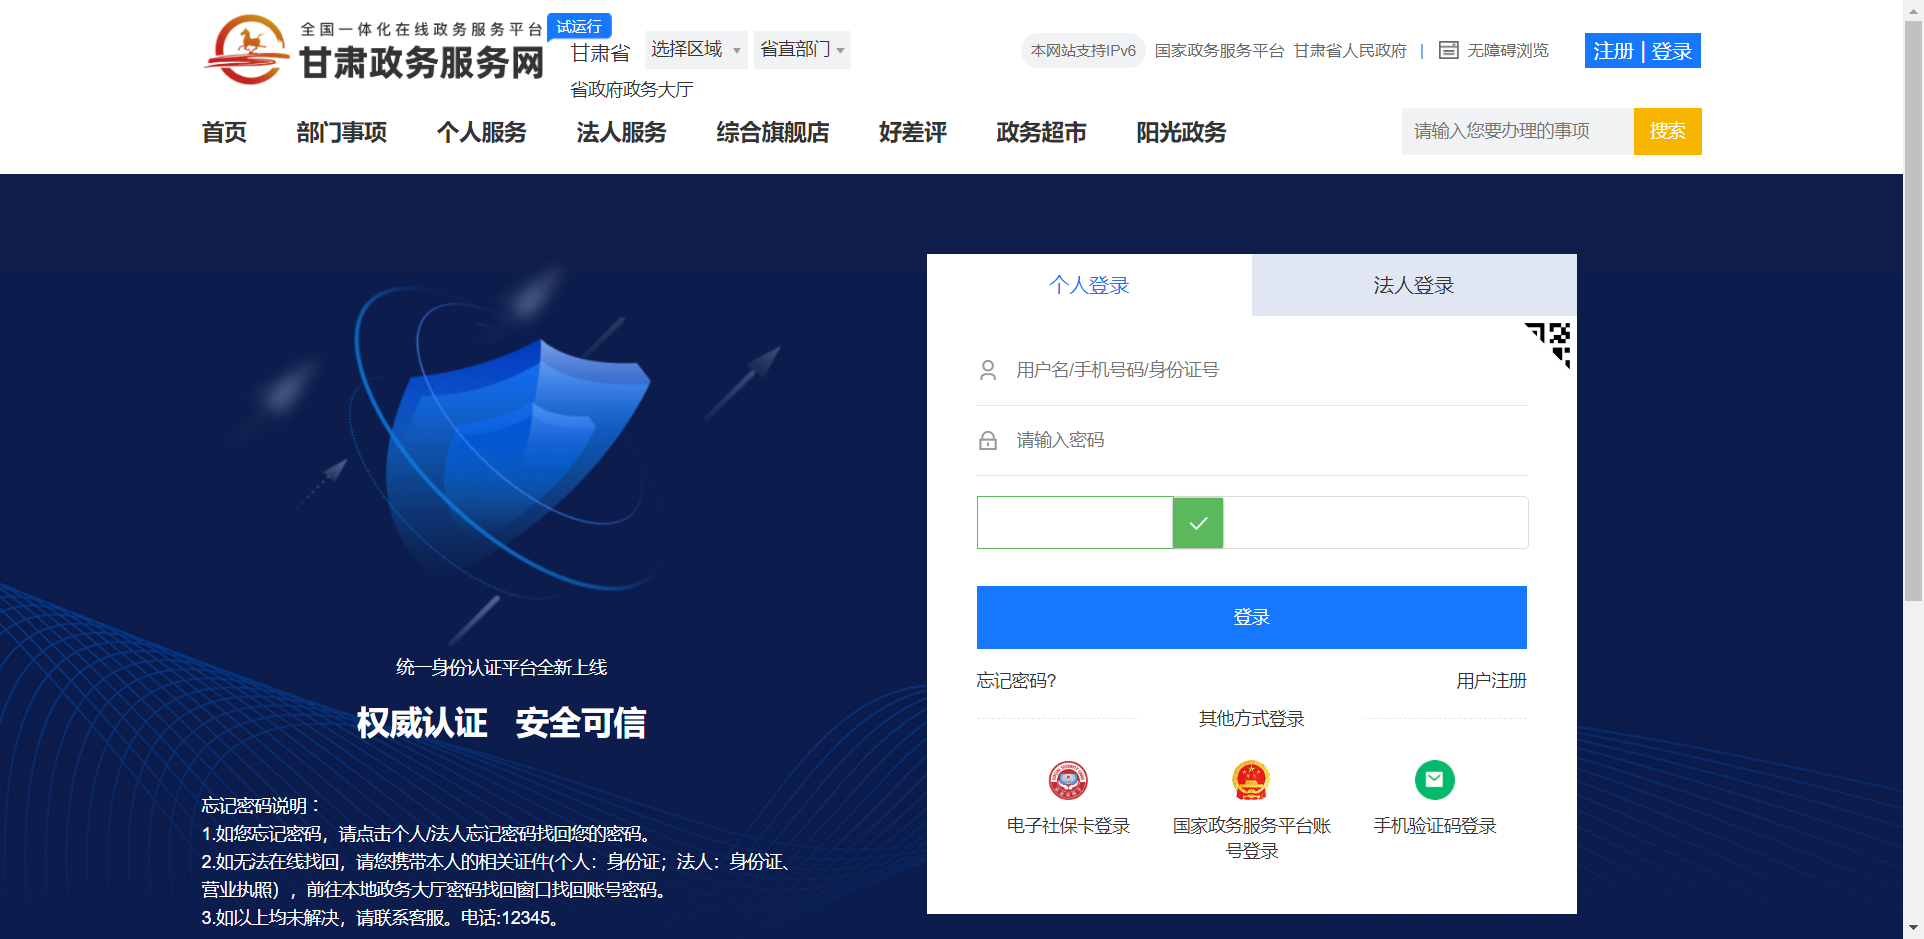 全国一体化在线政务服务平台
甘肃政务服务网
试运行
甘肃省
选择区域
省直部门
省政府政务大厅
本网站支持IPv6 国家政务服务平台 甘肃省人民政府 | 无障碍浏览
注册 | 登录
首页 部门事项 个人服务 法人服务 综合旗舰店 好差评 政务超市 阳光政务
请输入您要办理的事项
搜索
统一身份认证平台全新上线
权威认证 安全可信
忘记密码说明：
1.如您忘记密码，请点击个人/法人忘记密码找回您的密码。
2.如无法在线找回，请您携带本人的相关证件(个人：身份证；法人：身份证、
营业执照），前往本地政务大厅密码找回窗口找回账号密码。
3.如以上均未解决，请联系客服。电话:12345。
个人登录
法人登录
用户名/手机号码/身份证号
请输入密码
登录
忘记密码?
用户注册
其他方式登录
电子社保卡登录
国家政务服务平台账
号登录
手机验证码登录